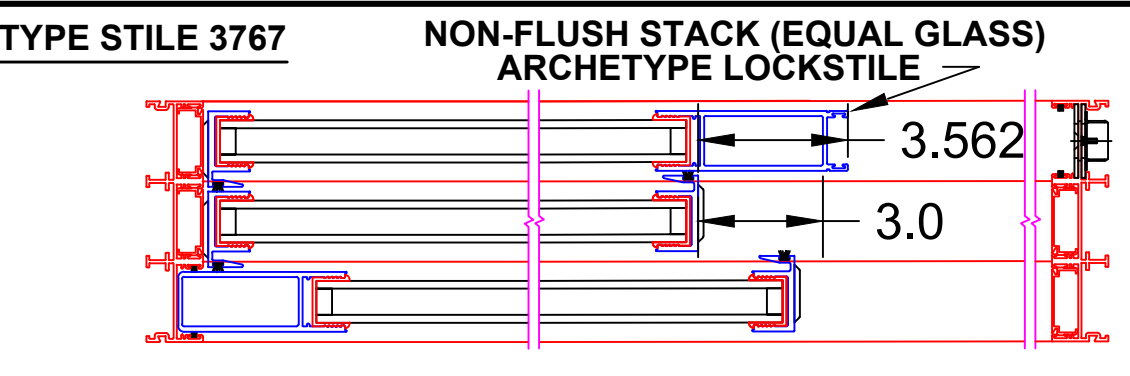 TYPE STILE 3767
NON-FLUSH STACK (EQUAL GLASS)
ARCHETYPE LOCKSTILE
3.562
3.0